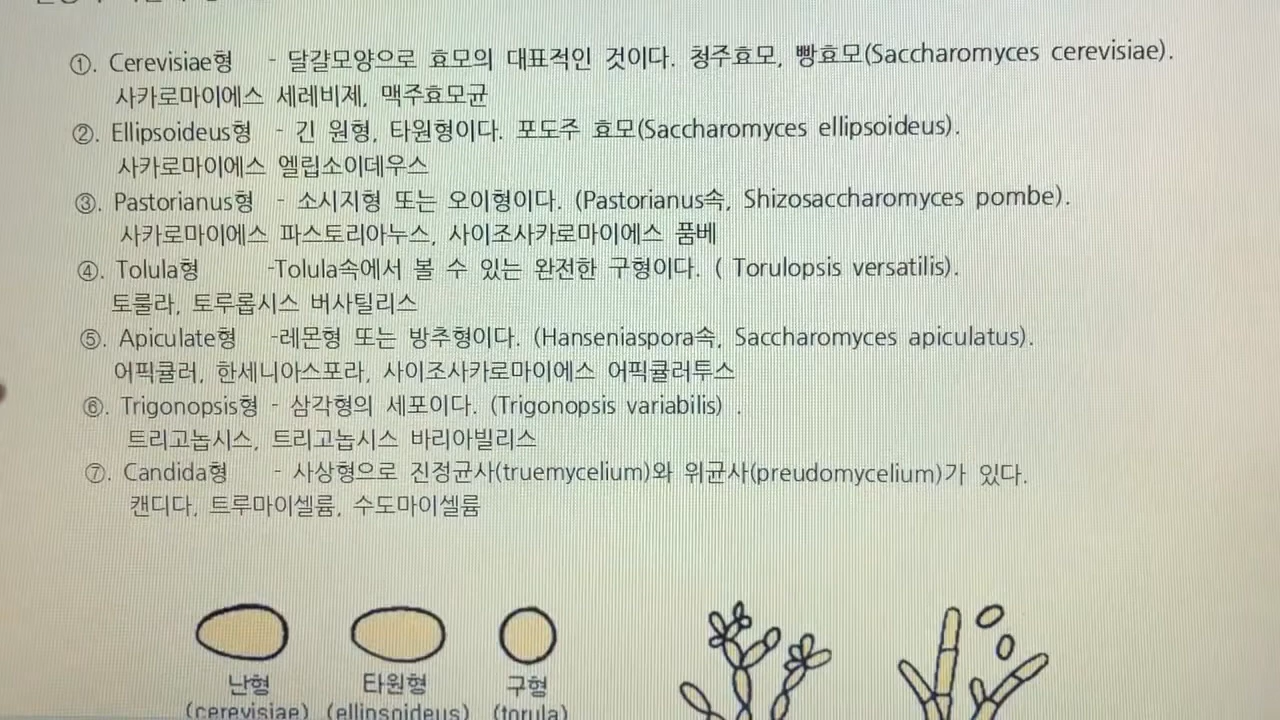 ①. Cerevisiae형 - 달걀모양으로 효모의 대표적인 것이다. 청주효모, 빵효모(Saccharomyces cerevisiae).
사카로마이에스 세레비제, 맥주효모균
②. Ellipsoideus형 - 긴 원형, 타원형이다. 포도주 효모(Saccharomyces ellipsoideus).
사카로마이에스 엘립소이데우스
③. Pastorianus형 - 소시지형 또는 오이형이다. (Pastorianus속, Shizosaccharomyces pombe).
사카로마이에스 파스토리아누스, 사이조사카로마이에스 품베
④. Tolula형 -Tolula속에서 볼 수 있는 완전한 구형이다. ( Torulopsis versatilis).
토룰라, 토루롭시스 버사틸리스
⑤. Apiculate형 -레몬형 또는 방추형이다. (Hanseniaspora속, Saccharomyces apiculatus).
어픽큘러, 한세니아스포라, 사이조사카로마이에스 어픽큘러투스
⑥. Trigonopsis형 - 삼각형의 세포이다. (Trigonopsis variabilis) .
트리고놉시스, 트리고놉시스 바리아빌리스
⑦. Candida형 - 사상형으로 진정균사(truemycelium)와 위균사(preudomycelium)가 있다.
캔디다, 트루마이셀륨, 수도마이셀륨
난형 타원형 구형
(cerevisiae) (ellipsoideus) (torula)